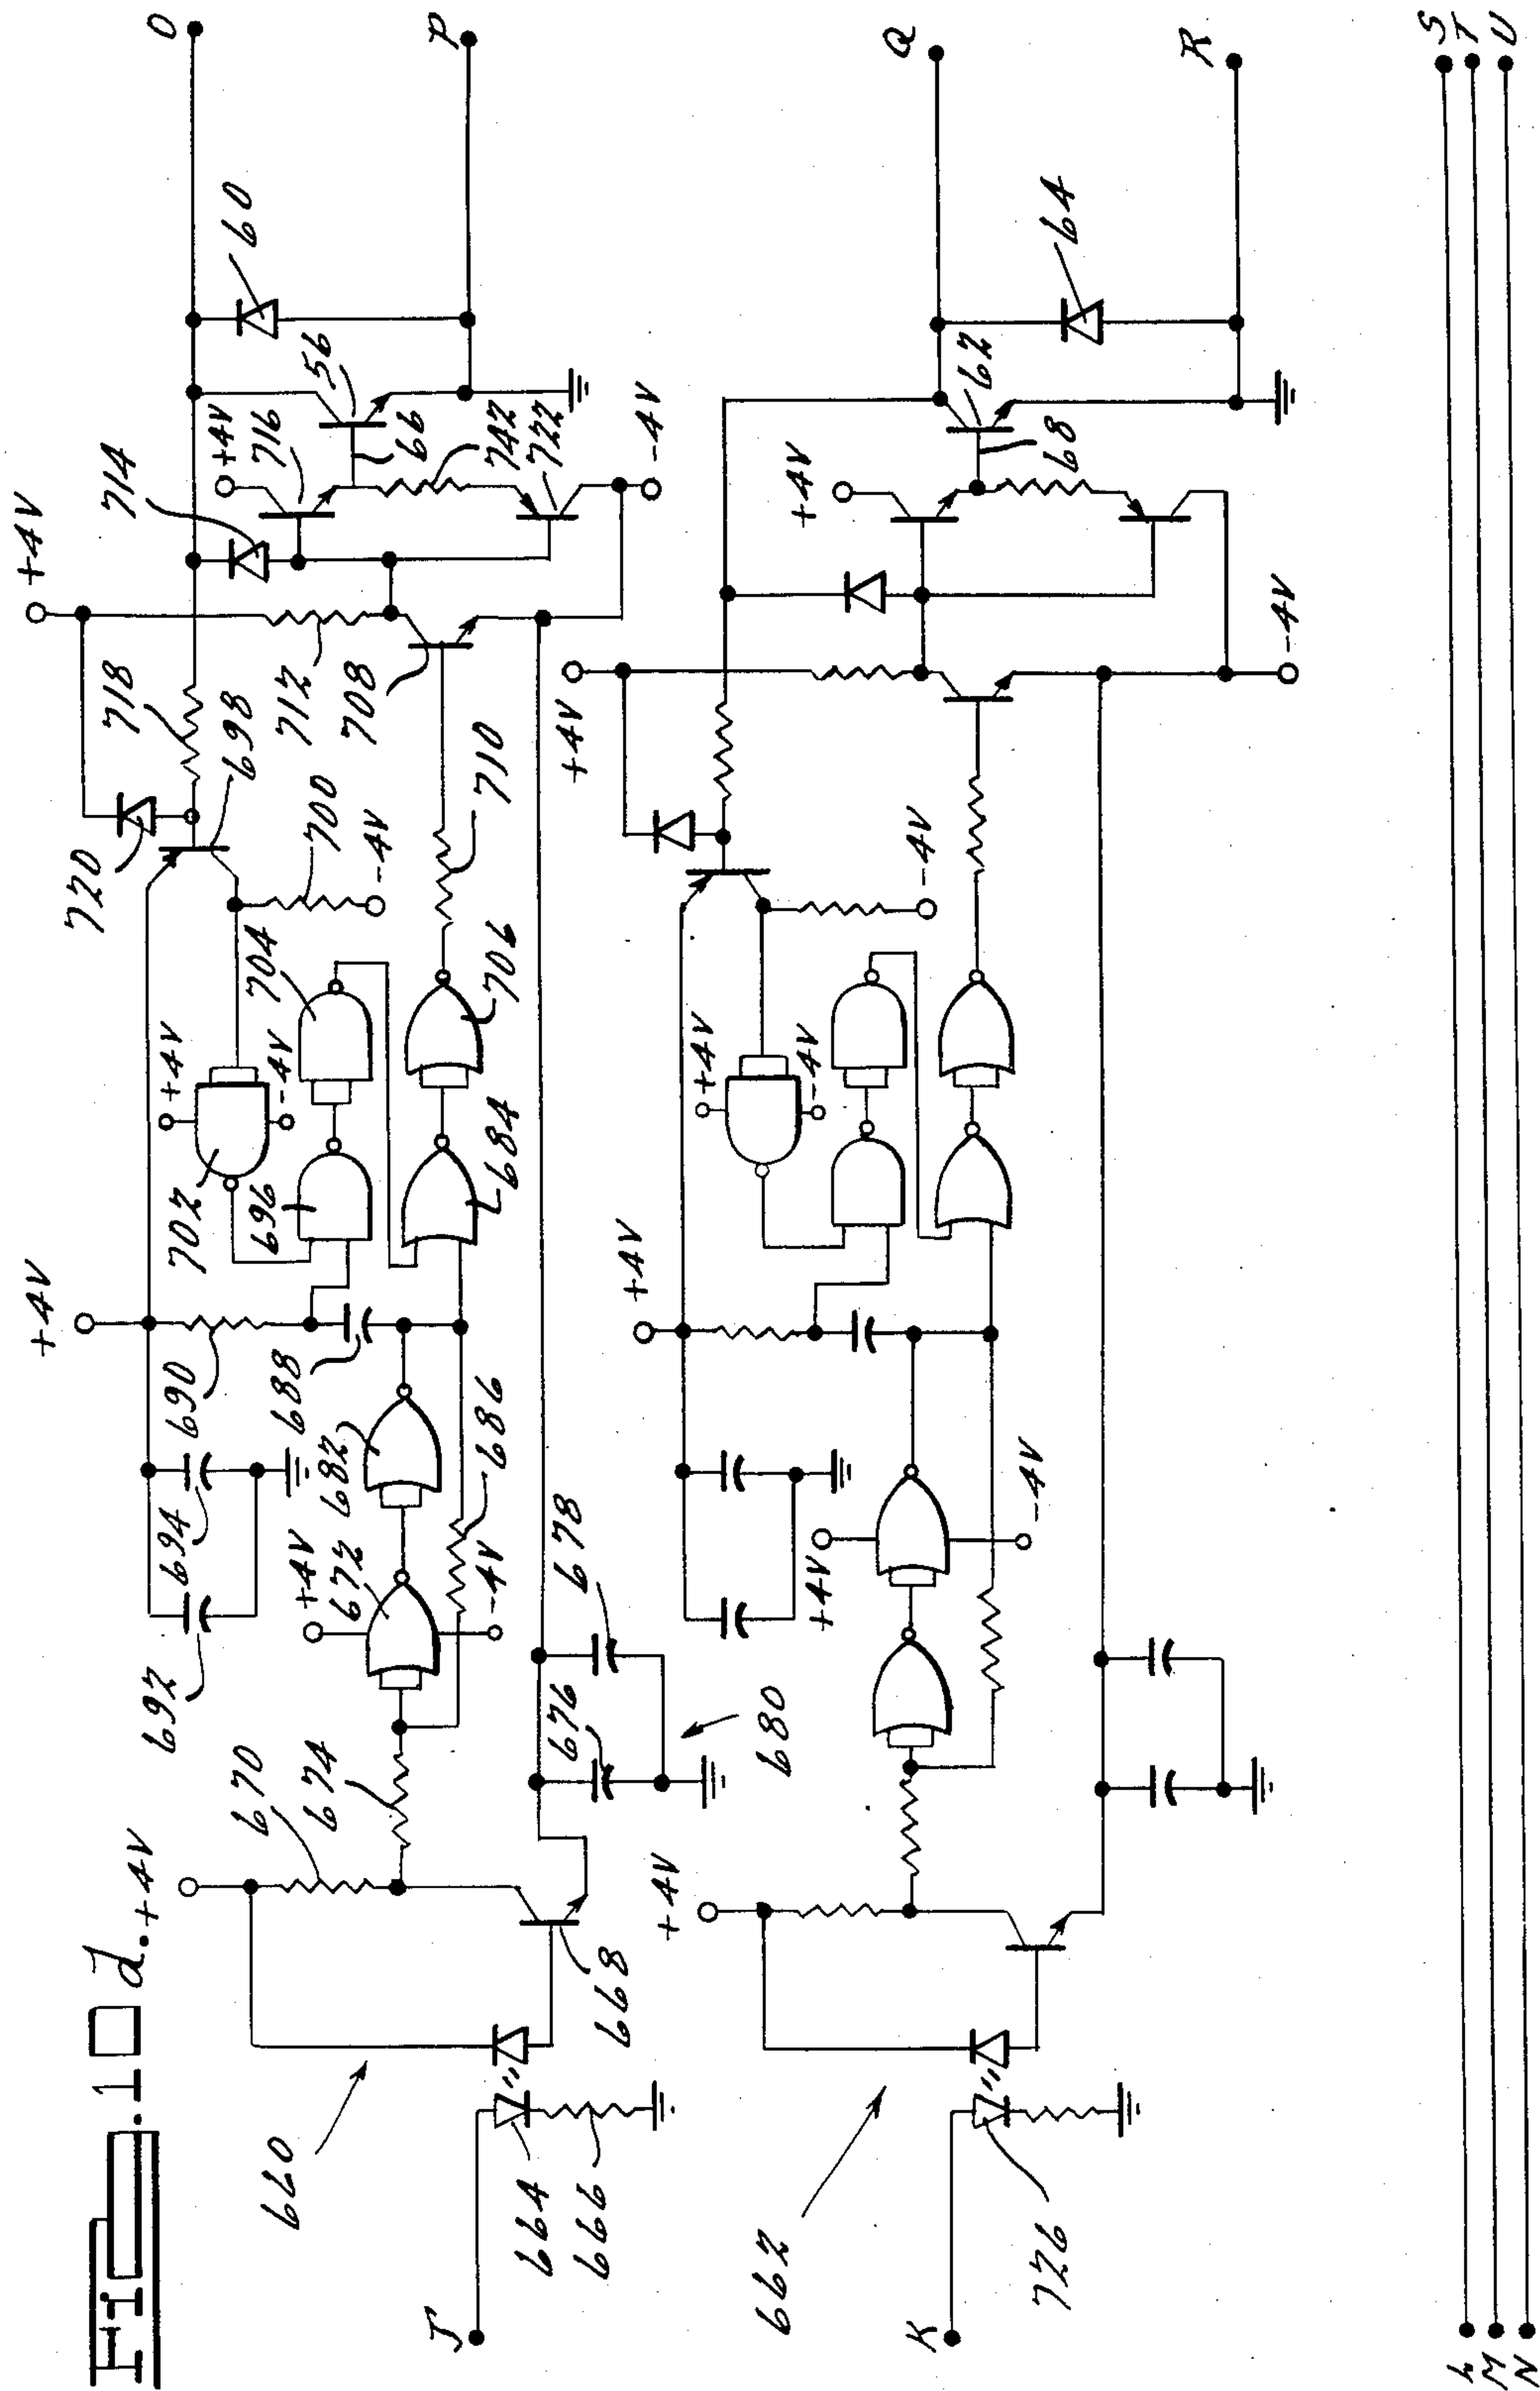 Fig.10d.
+4V
+4V
+4V
O
720
718
714
+4V
60
692
694
690
698
716
702
+4V
-4V
700
712
56
660
670
688
696
704
-4V
708
66
674
+4V
672
682
742
722
P
J
664
666
668
-4V
686
684
706
710
-4V
676
678
680
+4V
+4V
+4V
+4V
62
Q
662
+4V
-4V
-4V
68
64
K
726
+4V
-4V
-4V
R
L
S
M
T
N
U